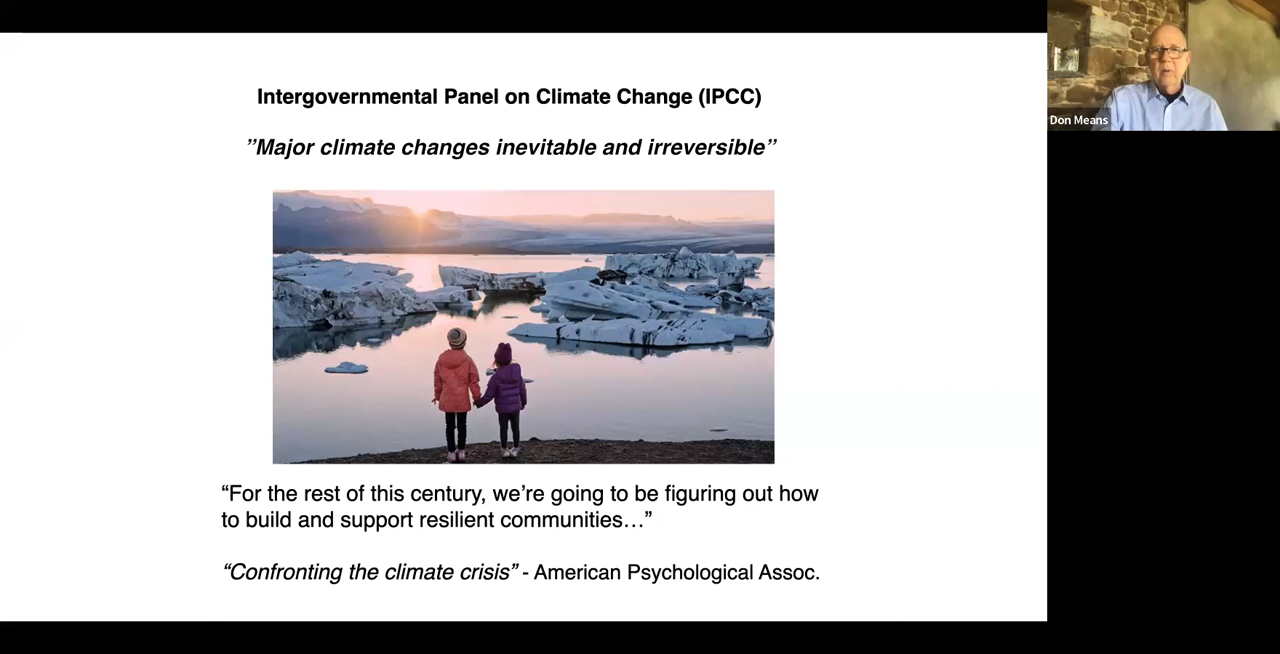 Intergovernmental Panel on Climate Change (IPCC)
”Major climate changes inevitable and irreversible”
“For the rest of this century, we’re going to be figuring out how
to build and support resilient communities…”
“Confronting the climate crisis” - American Psychological Assoc.
Don Means